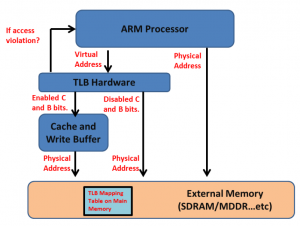 If access
violation?
ARM Processor
Virtual
Address
Physical
Address
TLB Hardware
Enabled C
and B bits.
Disabled C
and B bits.
Cache and
Write Buffer
Physical
Address
Physical
Address
TLB Mapping
Table on Main
Memory
External Memory
(SDRAM/MDDR...etc)